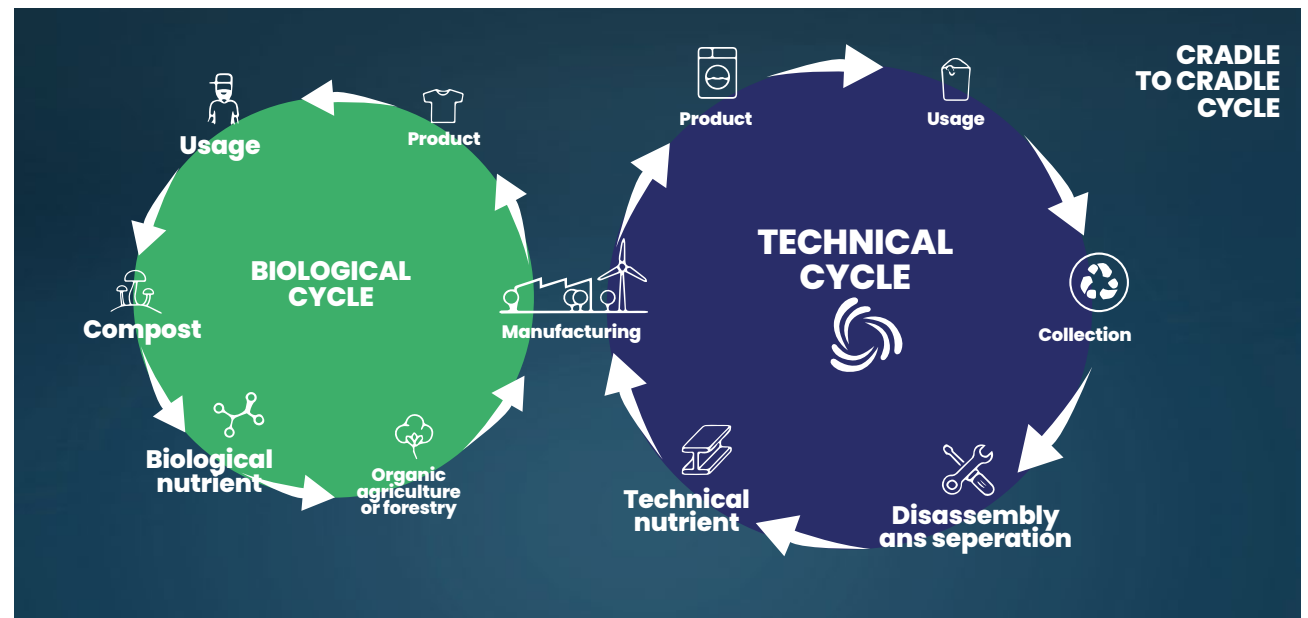 CRADLE
TO CRADLE
CYCLE
Usage
Product
BIOLOGICAL
CYCLE
Compost
Biological
nutrient
Organic
agriculture
or forestry
Manufacturing
Product
Usage
TECHNICAL
CYCLE
Collection
Technical
nutrient
Disassembly
ans seperation